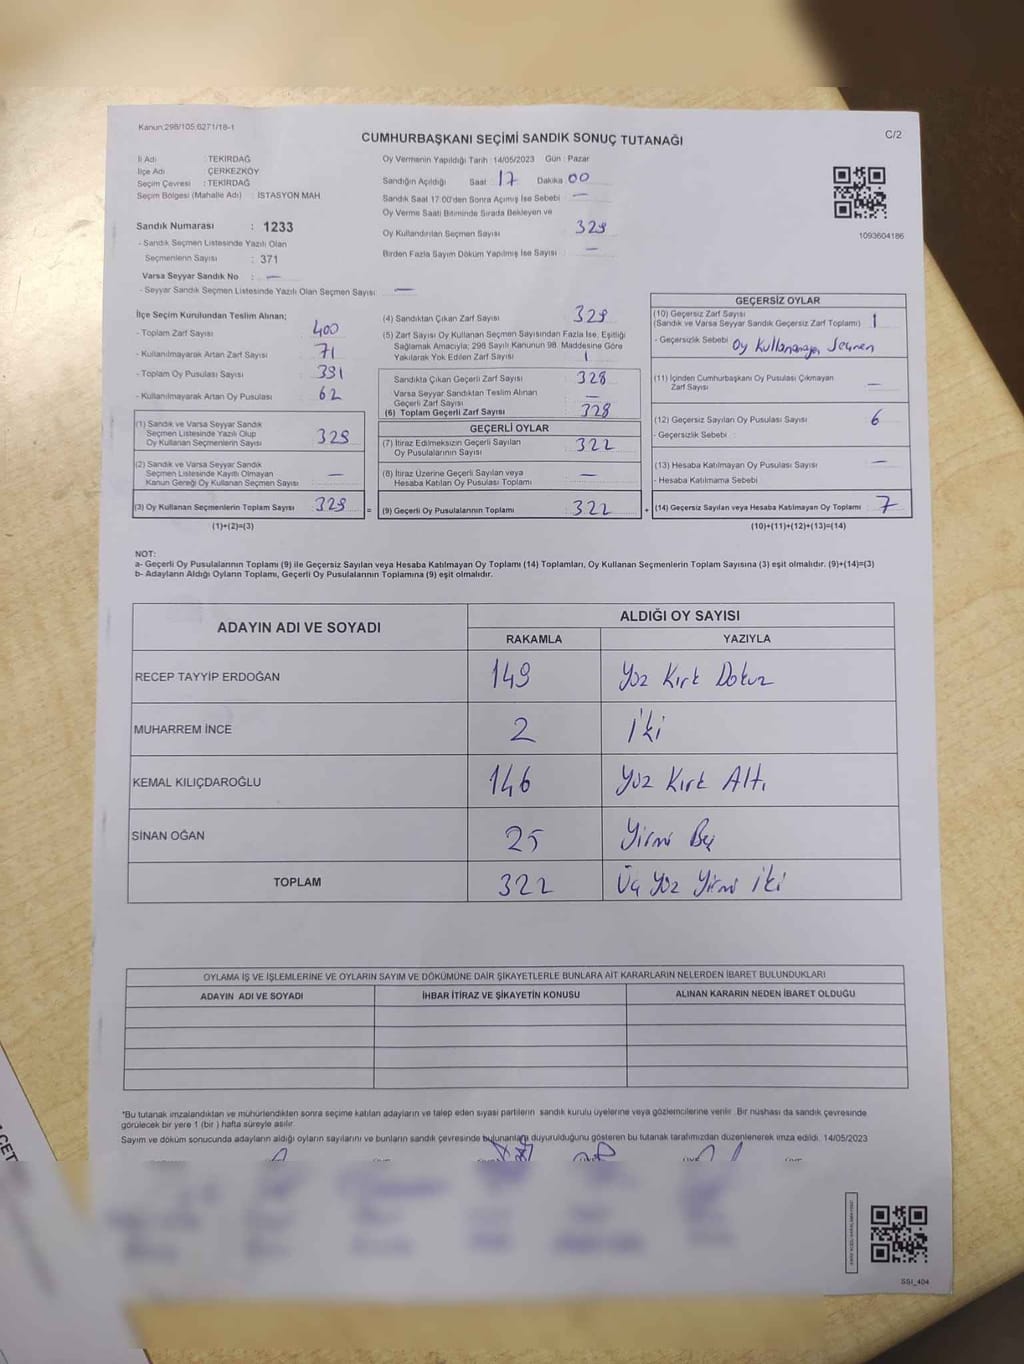 Kanun:298/105;6271/18-1
CUMHURBAŞKANI SEÇİMİ SANDIK SONUÇ TUTANAĞI
C/2
İl Adı : TEKİRDAĞ
İlçe Adı : ÇERKEZKÖY
Seçim Çevresi : TEKİRDAĞ
Seçim Bölgesi (Mahalle Adı) : İSTASYON MAH
Oy Vermenin Yapıldığı Tarih : 14/05/2023 Gün : Pazar
Sandığın Açıldığı Saat 17 Dakika 00
Sandık Saat 17:00'den Sonra Açılmış İse Sebebi : —
Oy Verme Saati Bitiminde Sırada Bekleyen ve
Oy Kullandırılan Seçmen Sayısı : 329
Birden Fazla Sayım Döküm Yapılmış İse Sayısı : —
1093604186
Sandık Numarası : 1233
- Sandık Seçmen Listesinde Yazılı Olan
Seçmenlerin Sayısı : 371
Varsa Seyyar Sandık No : —
- Seyyar Sandık Seçmen Listesinde Yazılı Olan Seçmen Sayısı: —
İlçe Seçim Kurulundan Teslim Alınan;
- Toplam Zarf Sayısı : 400
- Kullanılmayarak Artan Zarf Sayısı : 71
- Toplam Oy Pusulası Sayısı : 391
- Kullanılmayarak Artan Oy Pusulası : 62
(1) Sandık ve Varsa Seyyar Sandık
Seçmen Listesinde Yazılı Olup
Oy Kullanan Seçmenlerin Sayısı : 329
(2) Sandık ve Varsa Seyyar Sandık
Seçmen Listesinde Kayıtlı Olmayan
Kanun Gereği Oy Kullanan Seçmen Sayısı : —
(3) Oy Kullanan Seçmenlerin Toplam Sayısı : 329
(1)+(2)=(3)
(4) Sandıktan Çıkan Zarf Sayısı : 329
(5) Zarf Sayısı Oy Kullanan Seçmen Sayısından Fazla İse, Eşitliği
Sağlamak Amacıyla; 298 Sayılı Kanunun 98. Maddesine Göre
Yakılarak Yok Edilen Zarf Sayısı : 1
Sandıkta Çıkan Geçerli Zarf Sayısı : 328
Varsa Seyyar Sandıktan Teslim Alınan
Geçerli Zarf Sayısı : —
(6) Toplam Geçerli Zarf Sayısı : 328
GEÇERLİ OYLAR
(7) İtiraz Edilmeksizin Geçerli Sayılan
Oy Pusulalarının Sayısı : 322
(8) İtiraz Üzerine Geçerli Sayılan veya
Hesaba Katılan Oy Pusulası Toplamı : —
= (9) Geçerli Oy Pusulalarının Toplamı : 322
GEÇERSİZ OYLAR
(10) Geçersiz Zarf Sayısı
(Sandık ve Varsa Seyyar Sandık Geçersiz Zarf Toplamı) : 1
- Geçersizlik Sebebi : Oy Kullanmayan Seçmen
(11) İçinden Cumhurbaşkanı Oy Pusulası Çıkmayan
Zarf Sayısı : —
(12) Geçersiz Sayılan Oy Pusulası Sayısı : 6
- Geçersizlik Sebebi :
(13) Hesaba Katılmayan Oy Pusulası Sayısı : —
- Hesaba Katılmama Sebebi :
+ (14) Geçersiz Sayılan veya Hesaba Katılmayan Oy Toplamı : 7
(10)+(11)+(12)+(13)=(14)
NOT:
a- Geçerli Oy Pusulalarının Toplamı (9) ile Geçersiz Sayılan veya Hesaba Katılmayan Oy Toplamı (14) Toplamları, Oy Kullanan Seçmenlerin Toplam Sayısına (3) eşit olmalıdır. (9)+(14)=(3)
b- Adayların Aldığı Oyların Toplamı, Geçerli Oy Pusulalarının Toplamına (9) eşit olmalıdır.
ADAYIN ADI VE SOYADI
ALDIĞI OY SAYISI
RAKAMLA YAZIYLA
RECEP TAYYİP ERDOĞAN 149 Yüz Kırk Dokuz
MUHARREM İNCE 2 İki
KEMAL KILIÇDAROĞLU 146 Yüz Kırk Altı
SİNAN OĞAN 25 Yirmi Beş
TOPLAM 322 Üç Yüz Yirmi İki
OYLAMA İŞ VE İŞLEMLERİNE VE OYLARIN SAYIM VE DÖKÜMÜNE DAİR ŞİKAYETLERLE BUNLARA AİT KARARLARIN NELERDEN İBARET BULUNDUKLARI
ADAYIN ADI VE SOYADI İHBAR İTİRAZ VE ŞİKAYETİN KONUSU ALINAN KARARIN NEDEN İBARET OLDUĞU
*Bu tutanak imzalandıktan ve mühürlendikten sonra seçime katılan adayların ve talep eden siyasi partilerin sandık kurulu üyelerine veya gözlemcilerine verilir. Bir nüshası da sandık çevresinde
görülecek bir yere 1 (bir) hafta süreyle asılır.
Sayım ve döküm sonucunda adayların aldığı oyların sayılarını ve bunların sandık çevresinde bulunanlara duyurulduğunu gösteren bu tutanak tarafımızdan düzenlenerek imza edildi. 14/05/2023
SSI_404